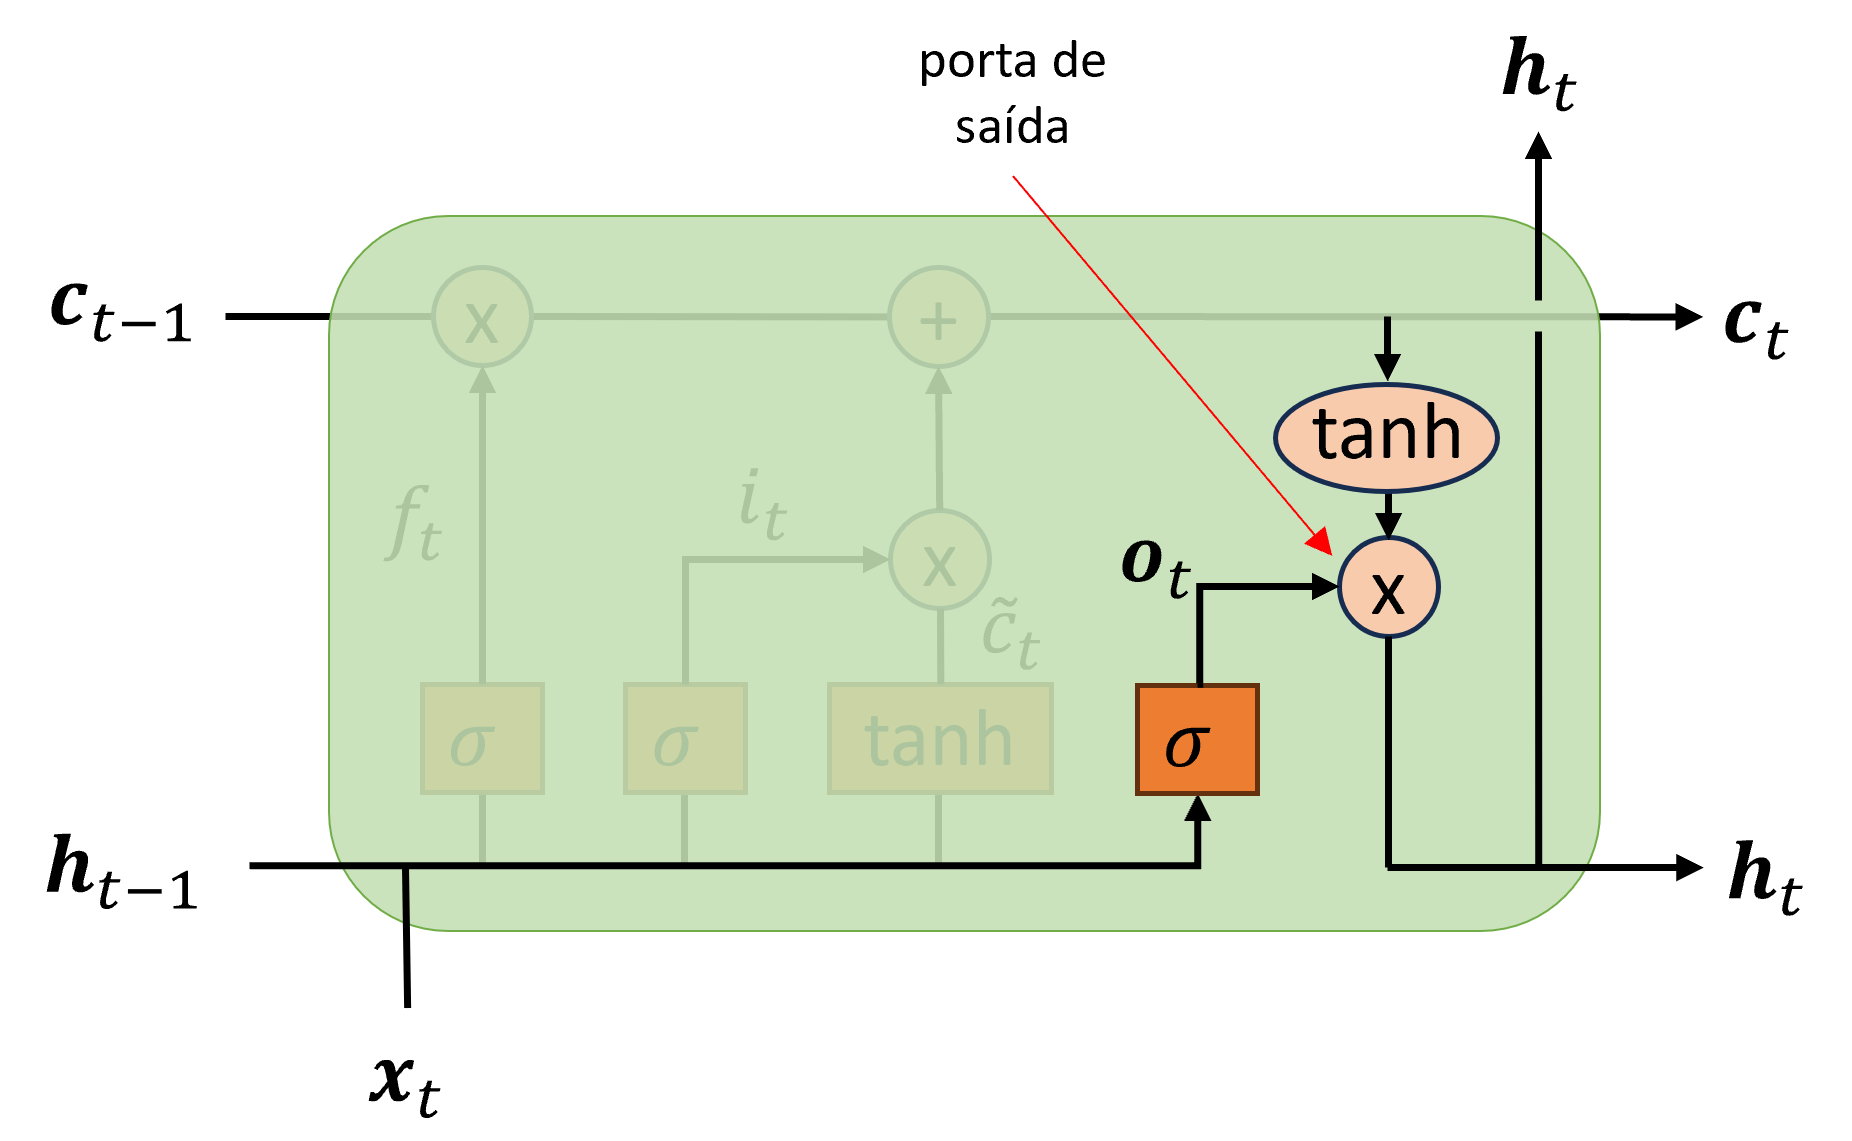 porta de
saída
h_t
c_{t-1}
x
+
c_t
tanh
f_t
i_t
o_t
x
x
c̃_t
σ
σ
tanh
σ
h_{t-1}
h_t
x_t